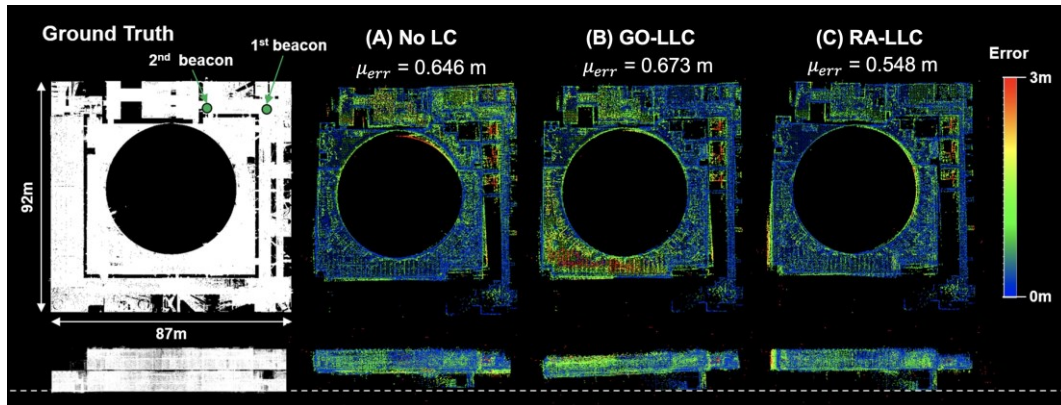 Ground Truth
1st beacon
2nd beacon
(A) No LC
μerr = 0.646 m
(B) GO-LLC
μerr = 0.673 m
(C) RA-LLC
μerr = 0.548 m
Error
3m
0m
92m
87m